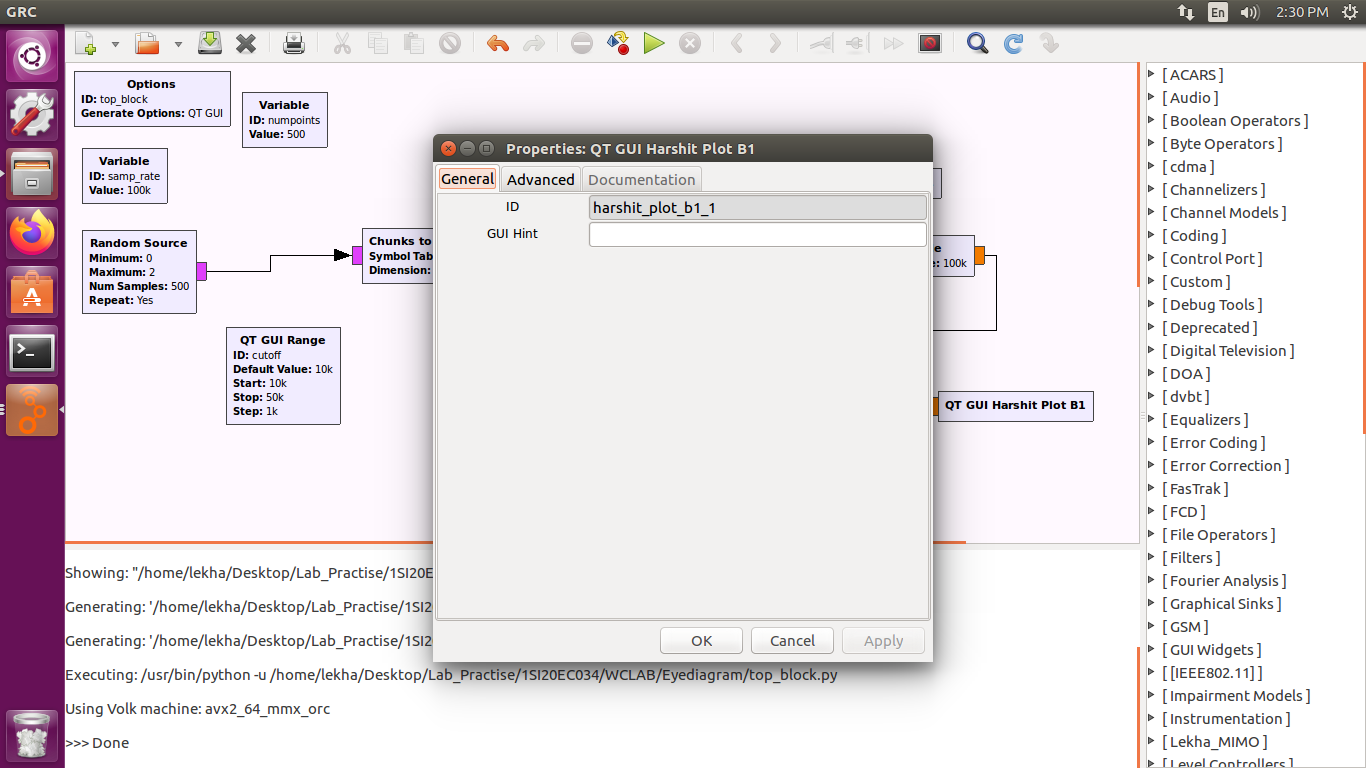 GRC
En
2:30 PM
Options
ID: top_block
Generate Options: QT GUI
Variable
ID: numpoints
Value: 500
Variable
ID: samp_rate
Value: 100k
Random Source
Minimum: 0
Maximum: 2
Num Samples: 500
Repeat: Yes
Chunks to
Symbol Tab
Dimension:
QT GUI Range
ID: cutoff
Default Value: 10k
Start: 10k
Stop: 50k
Step: 1k
Properties: QT GUI Harshit Plot B1
General
Advanced
Documentation
ID
harshit_plot_b1_1
GUI Hint
OK
Cancel
Apply
e
e: 100k
QT GUI Harshit Plot B1
Showing: "/home/lekha/Desktop/Lab_Practise/1SI20E
Generating: '/home/lekha/Desktop/Lab_Practise/1SI2
Generating: '/home/lekha/Desktop/Lab_Practise/1SI2
Executing: /usr/bin/python -u /home/lekha/Desktop/Lab_Practise/1SI20EC034/WCLAB/Eyediagram/top_block.py
Using Volk machine: avx2_64_mmx_orc
>>> Done
[ ACARS ]
[ Audio ]
[ Boolean Operators ]
[ Byte Operators ]
[ cdma ]
[ Channelizers ]
[ Channel Models ]
[ Coding ]
[ Control Port ]
[ Custom ]
[ Debug Tools ]
[ Deprecated ]
[ Digital Television ]
[ DOA ]
[ dvbt ]
[ Equalizers ]
[ Error Coding ]
[ Error Correction ]
[ FasTrak ]
[ FCD ]
[ File Operators ]
[ Filters ]
[ Fourier Analysis ]
[ Graphical Sinks ]
[ GSM ]
[ GUI Widgets ]
[ [IEEE802.11] ]
[ Impairment Models ]
[ Instrumentation ]
[ Lekha_MIMO ]
[ Level Controllers ]